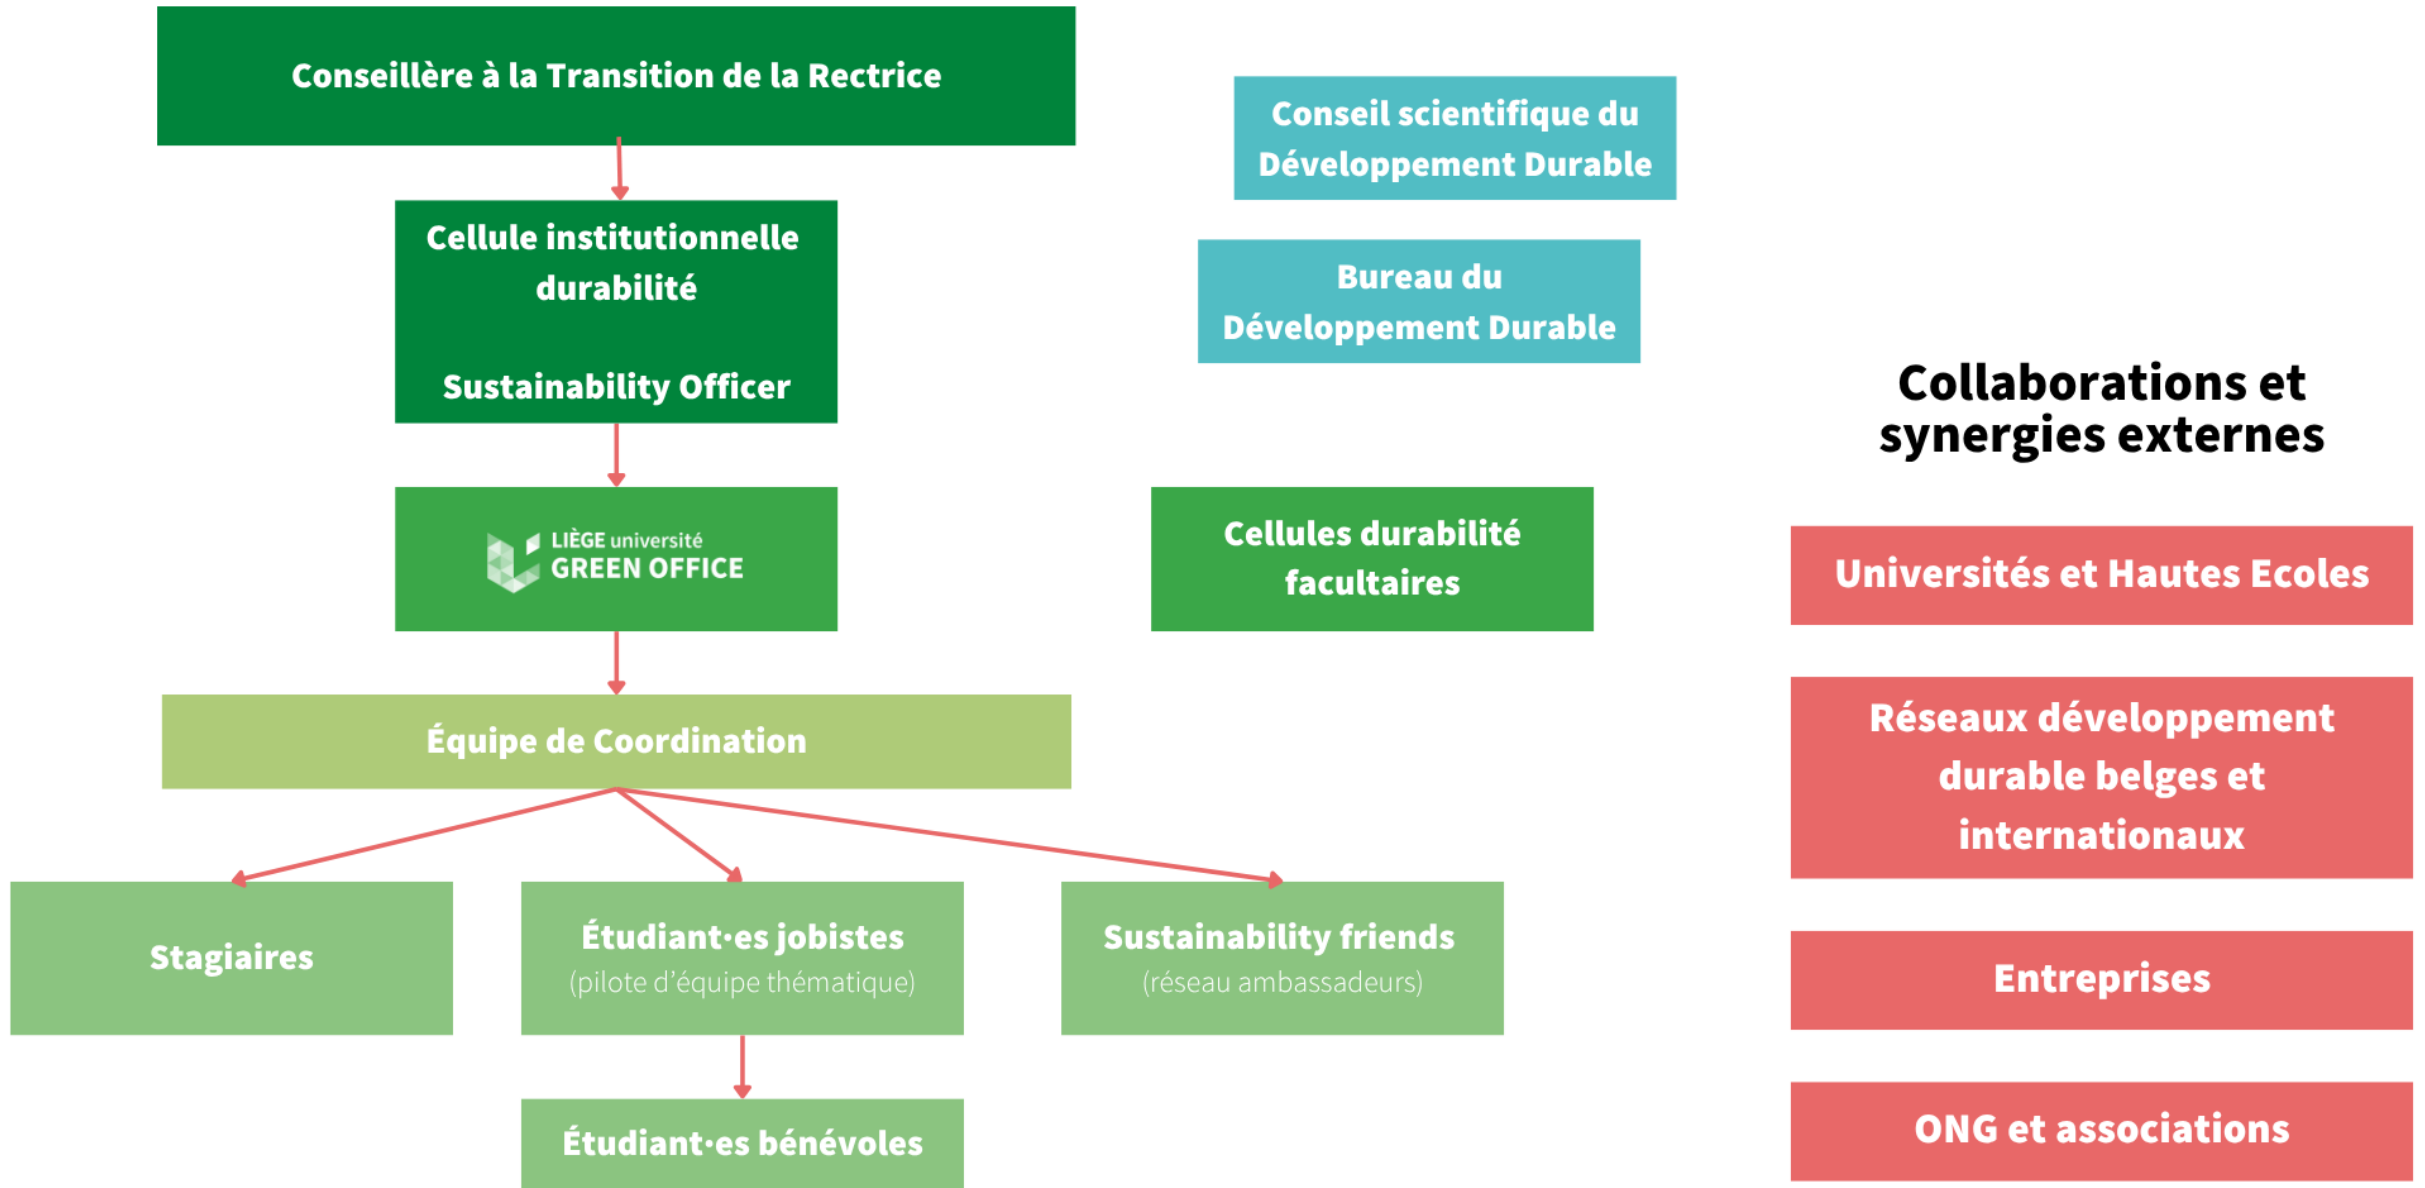 Conseillère à la Transition de la Rectrice
Conseil scientifique du
Développement Durable
Cellule institutionnelle
durabilité
Sustainability Officer
Bureau du
Développement Durable
Collaborations et
synergies externes
LIÈGE université
GREEN OFFICE
Cellules durabilité
facultaires
Universités et Hautes Ecoles
Équipe de Coordination
Réseaux développement
durable belges et
internationaux
Stagiaires
Étudiant·es jobistes
(pilote d'équipe thématique)
Sustainability friends
(réseau ambassadeurs)
Entreprises
Étudiant·es bénévoles
ONG et associations